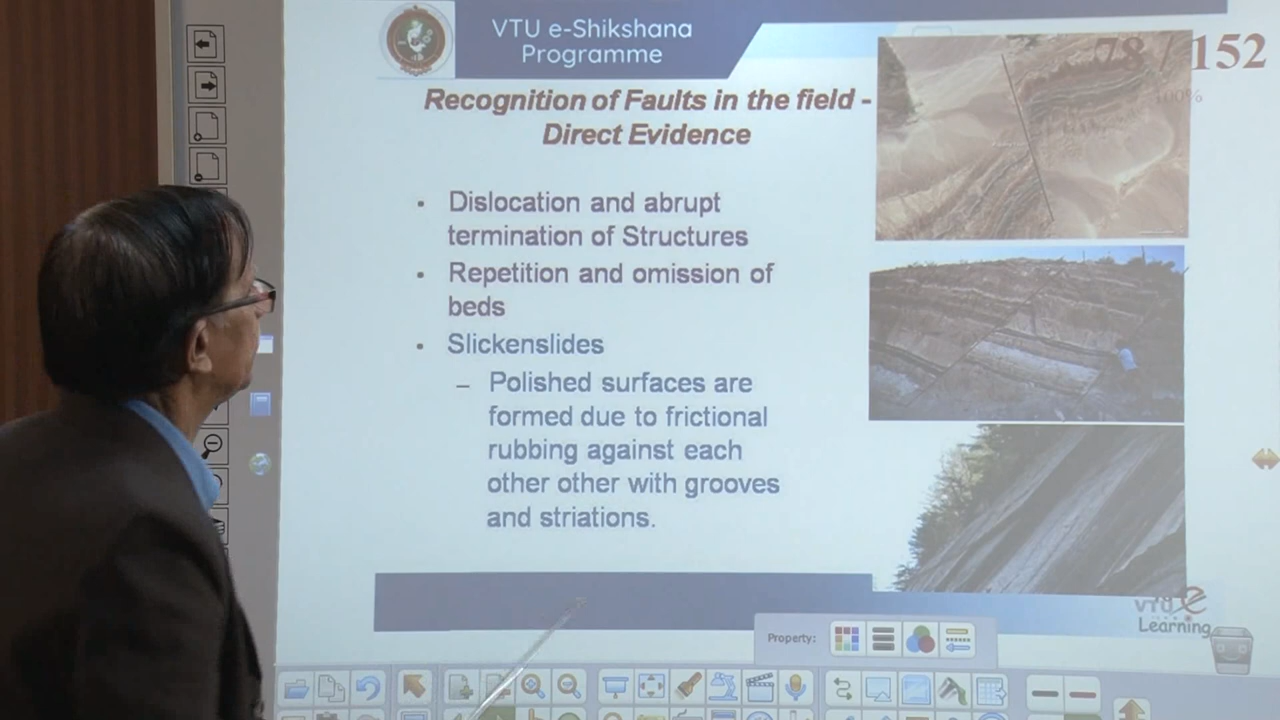 VTU e-Shikshana
Programme
78 / 152
100%
Recognition of Faults in the field -
Direct Evidence
Dislocation and abrupt
termination of Structures
Repetition and omission of
beds
Slickenslides
– Polished surfaces are
formed due to frictional
rubbing against each
other other with grooves
and striations.
VTU e
Learning
Property: